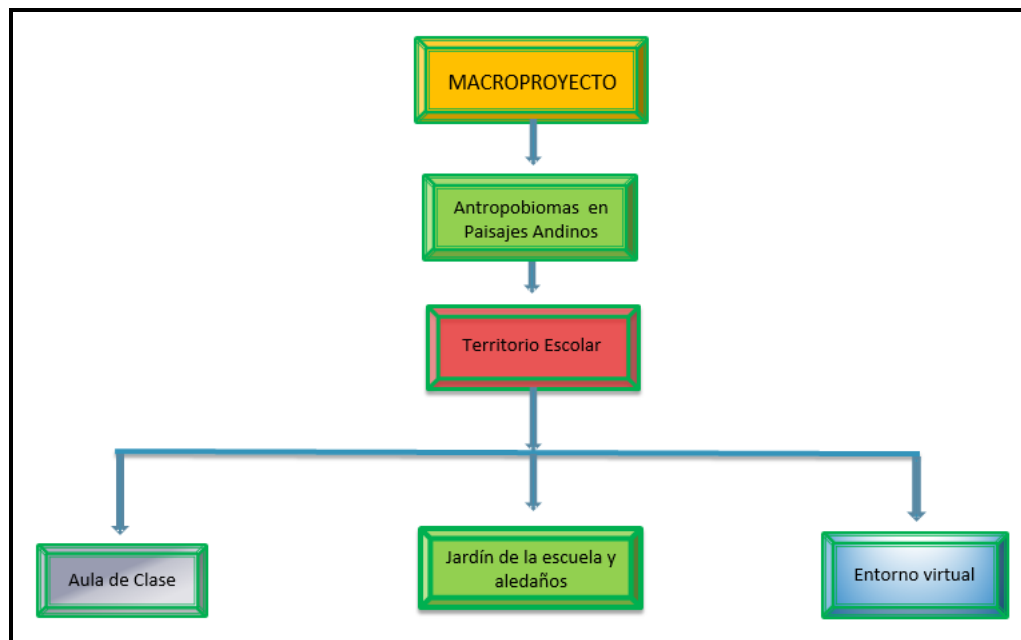 MACROPROYECTO
Antropobiomas en
Paisajes Andinos
Territorio Escolar
Aula de Clase
Jardín de la escuela y
aledaños
Entorno virtual